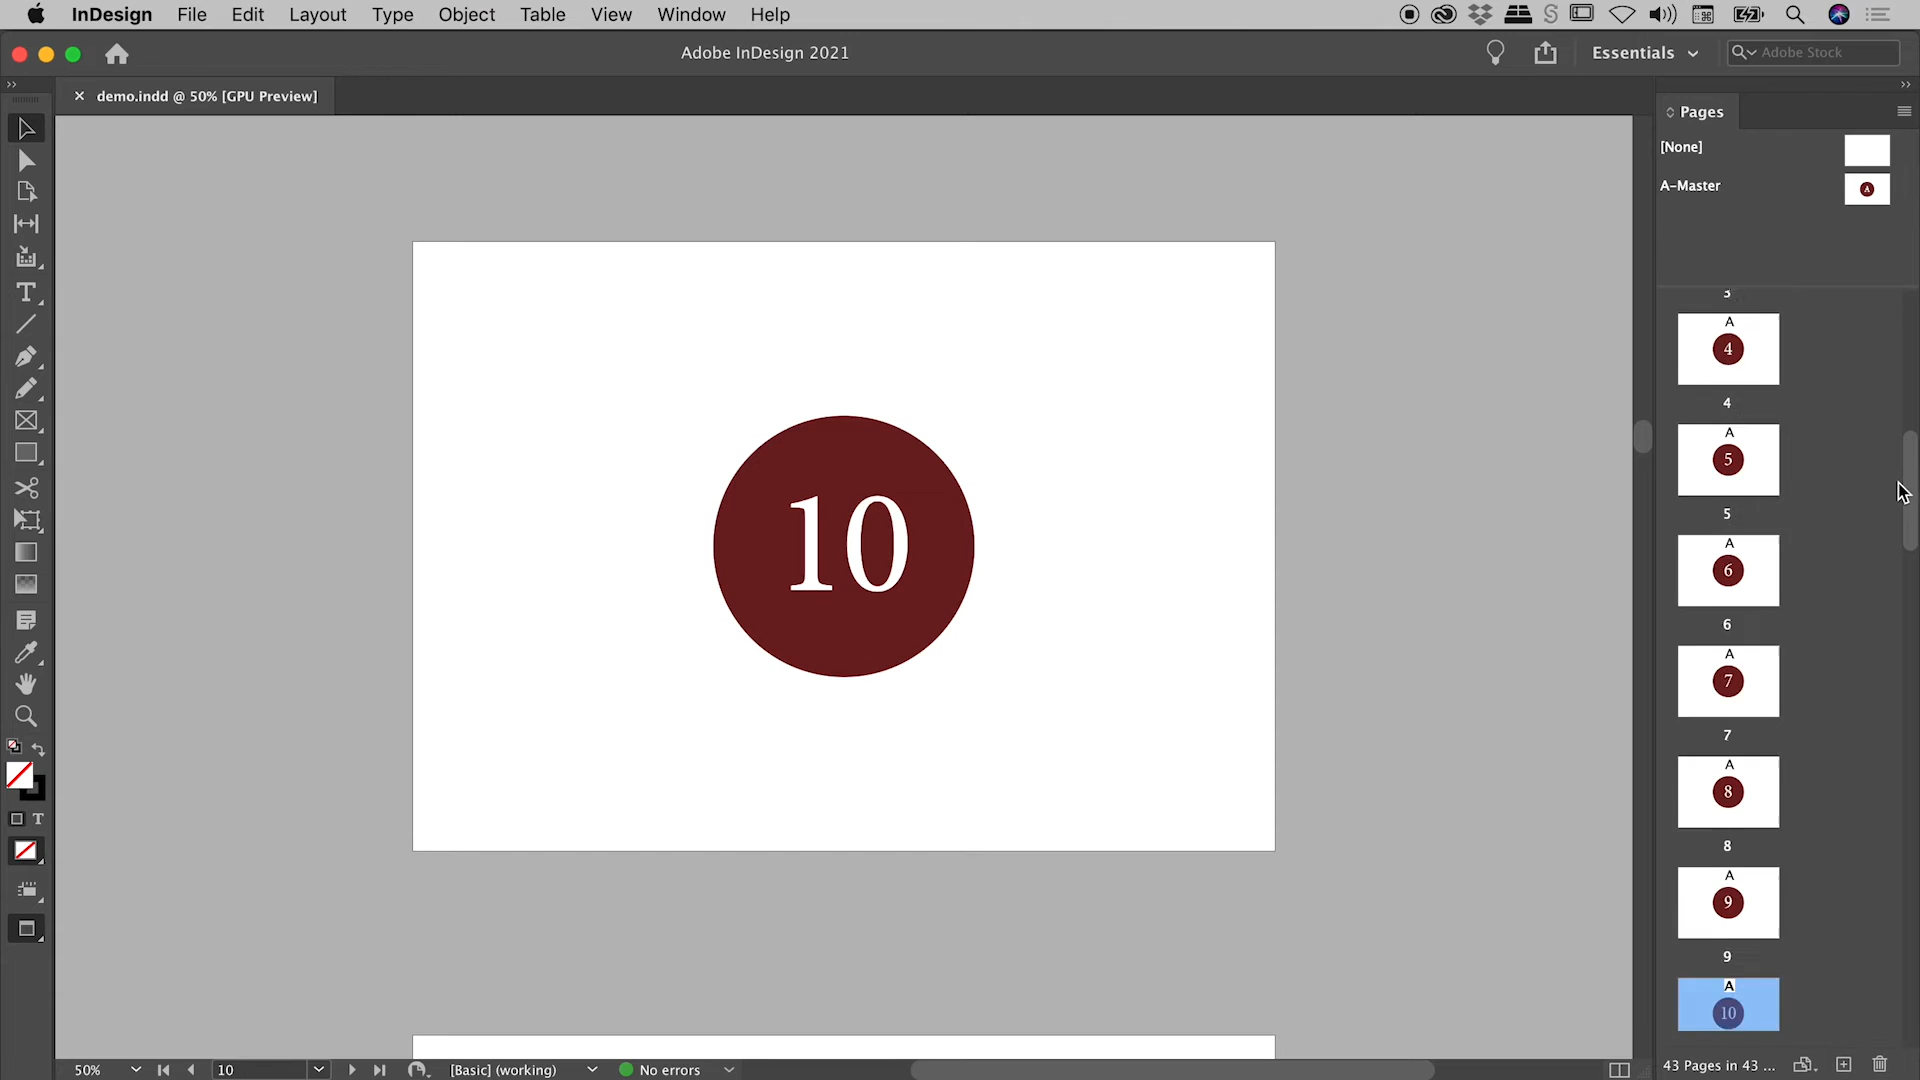 InDesign File Edit Layout Type Object Table View Window Help
Adobe InDesign 2021
Essentials
Adobe Stock
demo.indd @ 50% [GPU Preview]
Pages
[None]
A-Master
A
3
A
4
4
A
5
5
A
6
6
A
7
7
A
8
8
A
9
9
A
10
10
50%
10
[Basic] (working)
No errors
43 Pages in 43 ...